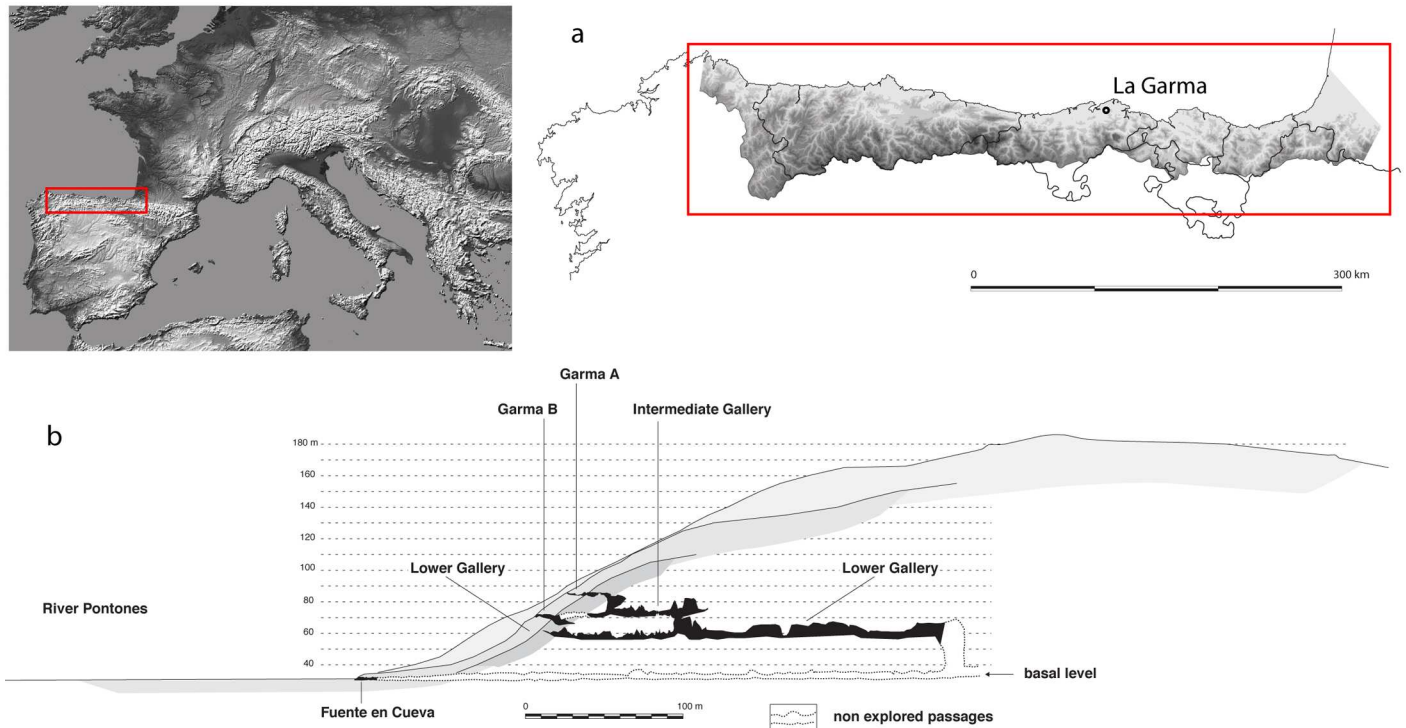 a
La Garma
0
300 km
b
Garma A
Garma B
Intermediate Gallery
180 m
160
140
120
100
80
60
40
Lower Gallery
Lower Gallery
River Pontones
basal level
Fuente en Cueva
0
100 m
non explored passages